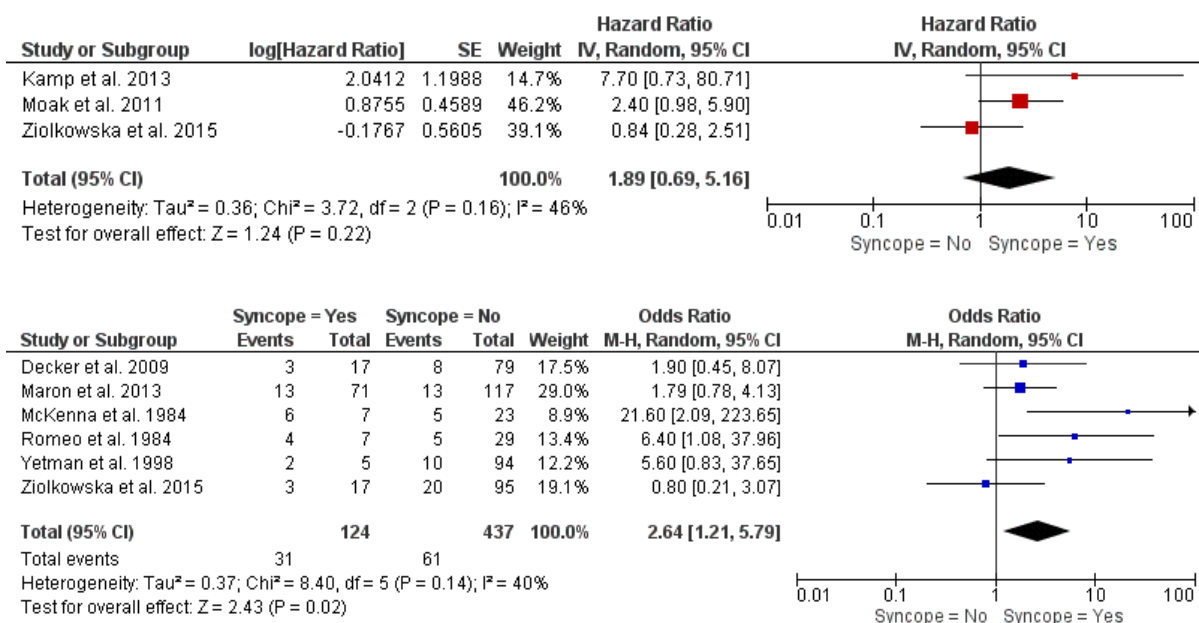 Hazard Ratio Hazard Ratio
Study or Subgroup log[Hazard Ratio] SE Weight IV, Random, 95% CI IV, Random, 95% CI
Kamp et al. 2013 2.0412 1.1988 14.7% 7.70 [0.73, 80.71]
Moak et al. 2011 0.8755 0.4589 46.2% 2.40 [0.98, 5.90]
Ziolkowska et al. 2015 -0.1767 0.5605 39.1% 0.84 [0.28, 2.51]
Total (95% CI) 100.0% 1.89 [0.69, 5.16]
Heterogeneity: Tau² = 0.36; Chi² = 3.72, df = 2 (P = 0.16); I² = 46%
Test for overall effect: Z = 1.24 (P = 0.22)
0.01 0.1 1 10 100
Syncope = No Syncope = Yes
Syncope = Yes Syncope = No Odds Ratio Odds Ratio
Study or Subgroup Events Total Events Total Weight M-H, Random, 95% CI M-H, Random, 95% CI
Decker et al. 2009 3 17 8 79 17.5% 1.90 [0.45, 8.07]
Maron et al. 2013 13 71 13 117 29.0% 1.79 [0.78, 4.13]
McKenna et al. 1984 6 7 5 23 8.9% 21.60 [2.09, 223.65]
Romeo et al. 1984 4 7 5 29 13.4% 6.40 [1.08, 37.96]
Yetman et al. 1998 2 5 10 94 12.2% 5.60 [0.83, 37.65]
Ziolkowska et al. 2015 3 17 20 95 19.1% 0.80 [0.21, 3.07]
Total (95% CI) 124 437 100.0% 2.64 [1.21, 5.79]
Total events 31 61
Heterogeneity: Tau² = 0.37; Chi² = 8.40, df = 5 (P = 0.14); I² = 40%
Test for overall effect: Z = 2.43 (P = 0.02)
0.01 0.1 1 10 100
Syncope = No Syncope = Yes